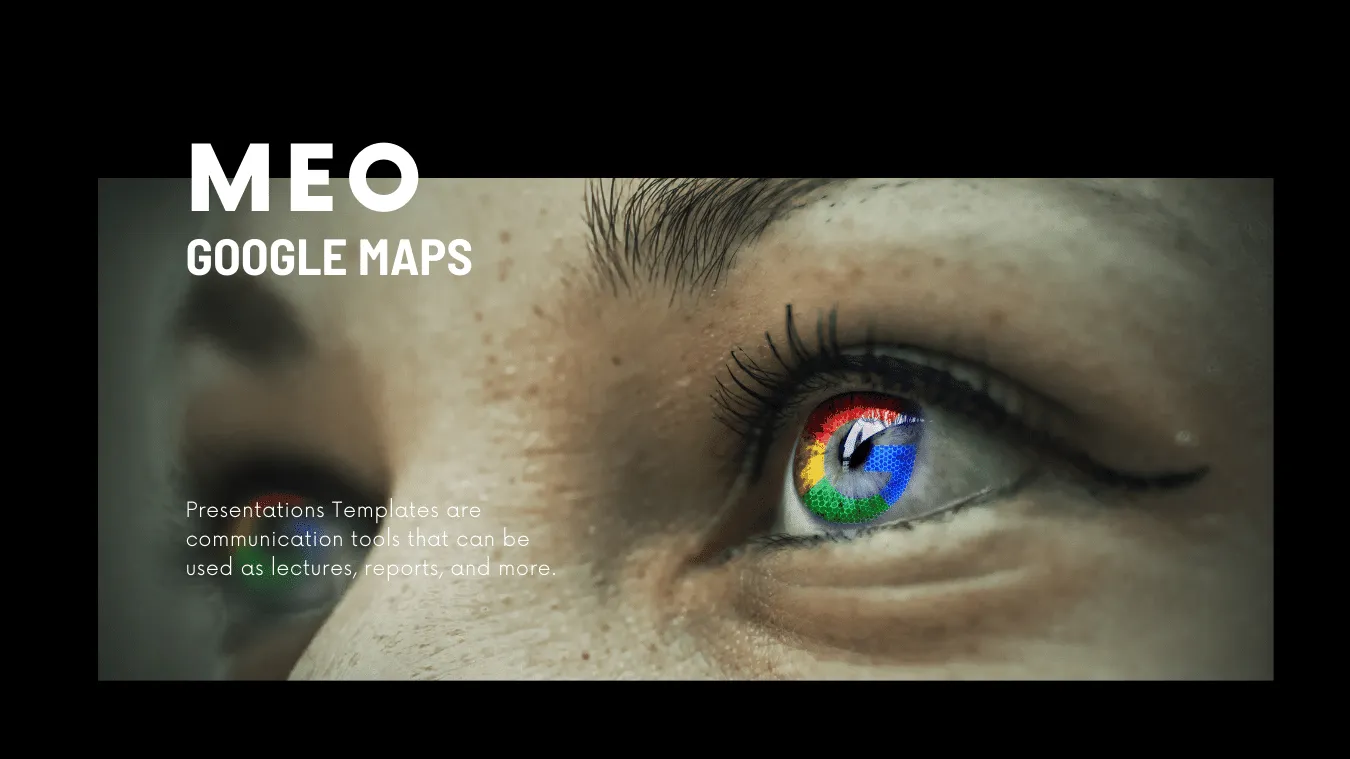 MEO
GOOGLE MAPS
Presentations Templates are
communication tools that can be
used as lectures, reports, and more.